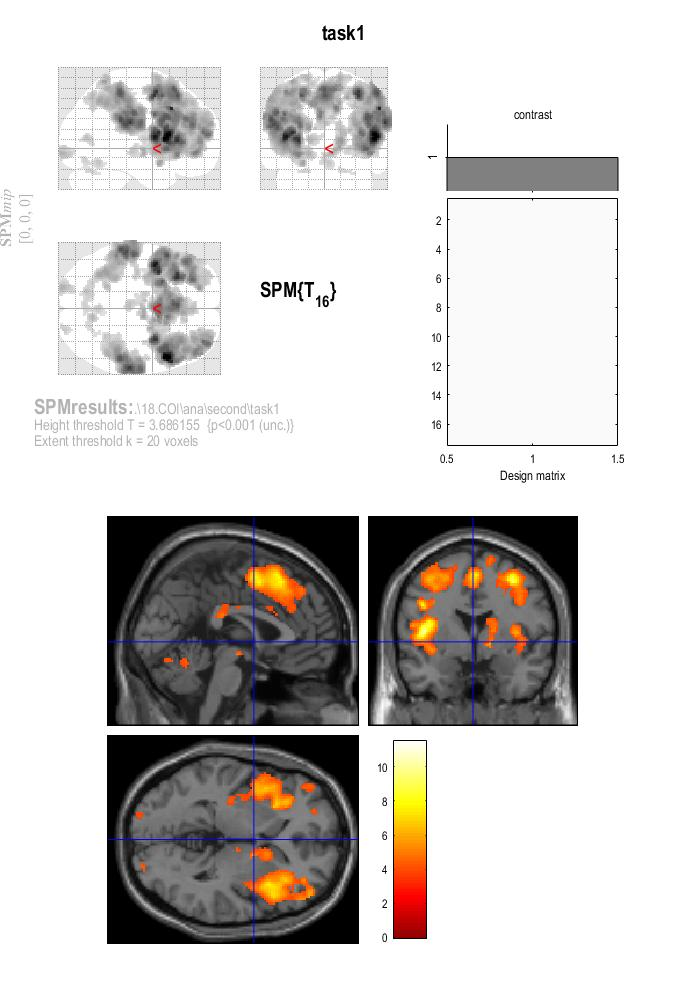 task1
contrast
1
SPMmip
[0, 0, 0]
<
<
<
SPM{T16}
2
4
6
8
10
12
14
16
0.5
1
1.5
Design matrix
SPMresults:.\18.COI\ana\second\task1
Height threshold T = 3.686155 {p<0.001 (unc.)}
Extent threshold k = 20 voxels
10
8
6
4
2
0